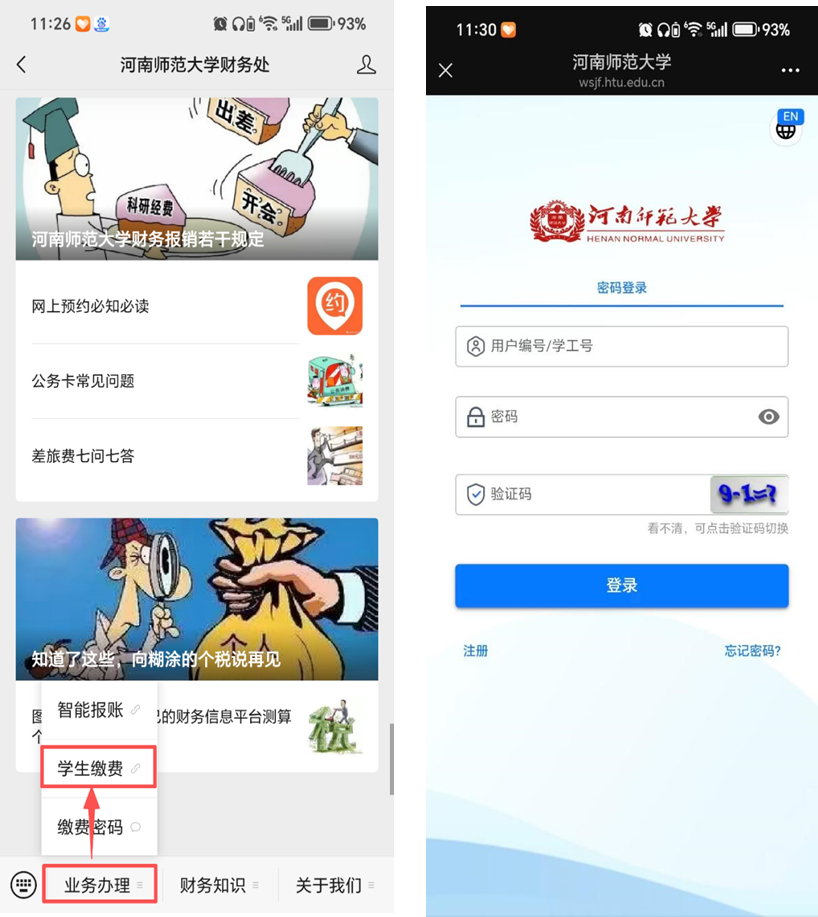 11:26
5G
93%
河南师范大学财务处
出差
科研经费
开会
河南师范大学财务报销若干规定
网上预约必知必读
约
公务卡常见问题
差旅费七问七答
知道了这些，向糊涂的个税说再见
的财务信息平台测算
个
税
智能报账
学生缴费
缴费密码
业务办理
财务知识
关于我们
11:30
5G
93%
河南师范大学
wsjf.htu.edu.cn
EN
河南师范大学
HENAN NORMAL UNIVERSITY
密码登录
用户编号/学工号
密码
验证码
9-1=?
看不清，可点击验证码切换
登录
注册
忘记密码?